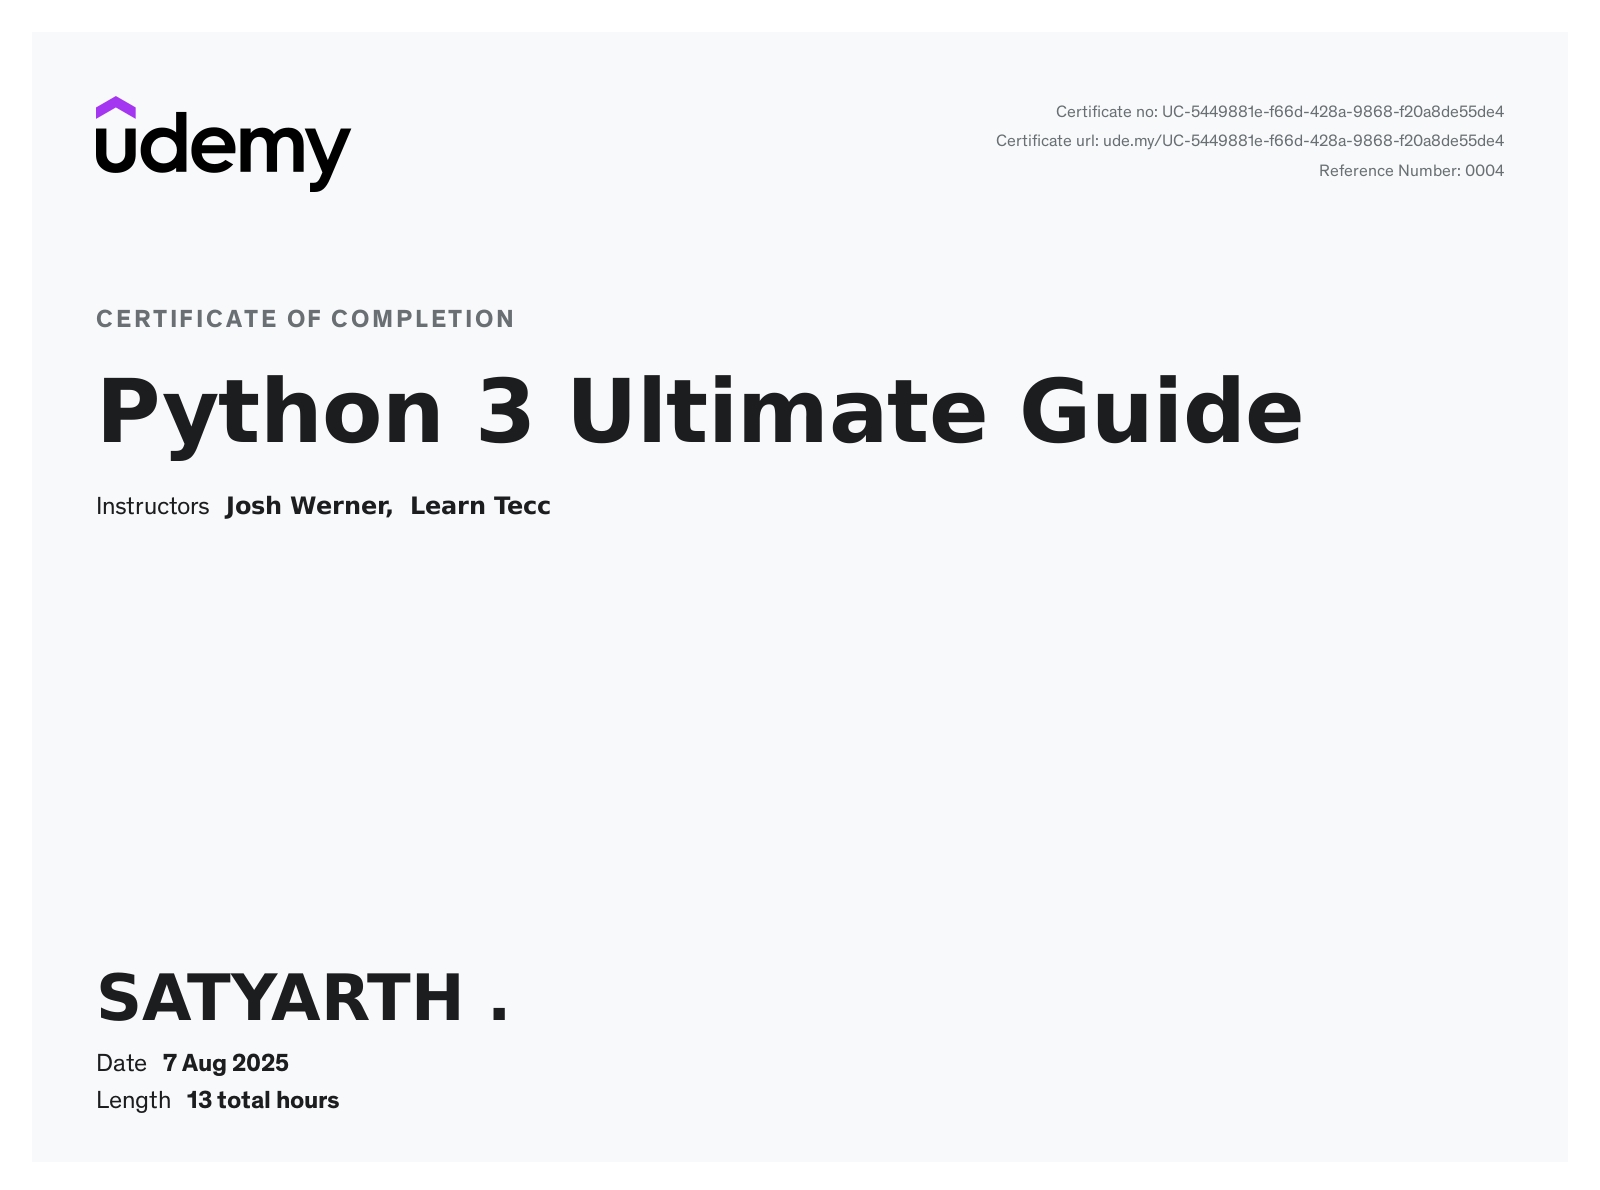 udemy
Certificate no: UC-5449881e-f66d-428a-9868-f20a8de55de4
Certificate url: ude.my/UC-5449881e-f66d-428a-9868-f20a8de55de4
Reference Number: 0004
CERTIFICATE OF COMPLETION
Python 3 Ultimate Guide
Instructors Josh Werner, Learn Tecc
SATYARTH .
Date 7 Aug 2025
Length 13 total hours